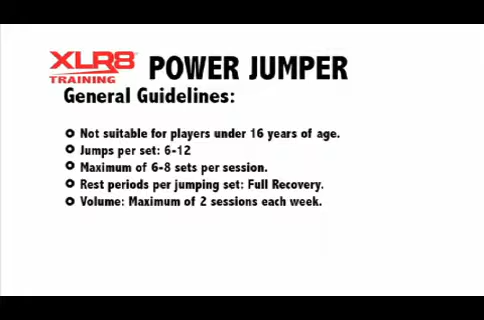 XLR8 POWER JUMPER
TRAINING
General Guidelines:
Not suitable for players under 16 years of age.
Jumps per set: 6-12
Maximum of 6-8 sets per session.
Rest periods per jumping set: Full Recovery.
Volume: Maximum of 2 sessions each week.